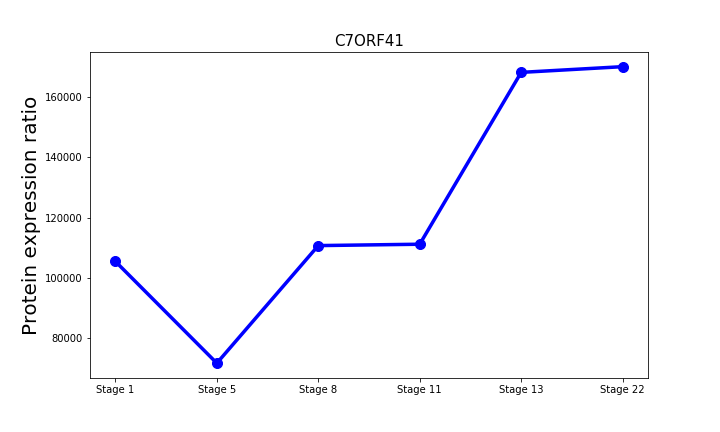 C7ORF41
Protein expression ratio
160000
140000
120000
100000
80000
Stage 1 Stage 5 Stage 8 Stage 11 Stage 13 Stage 22